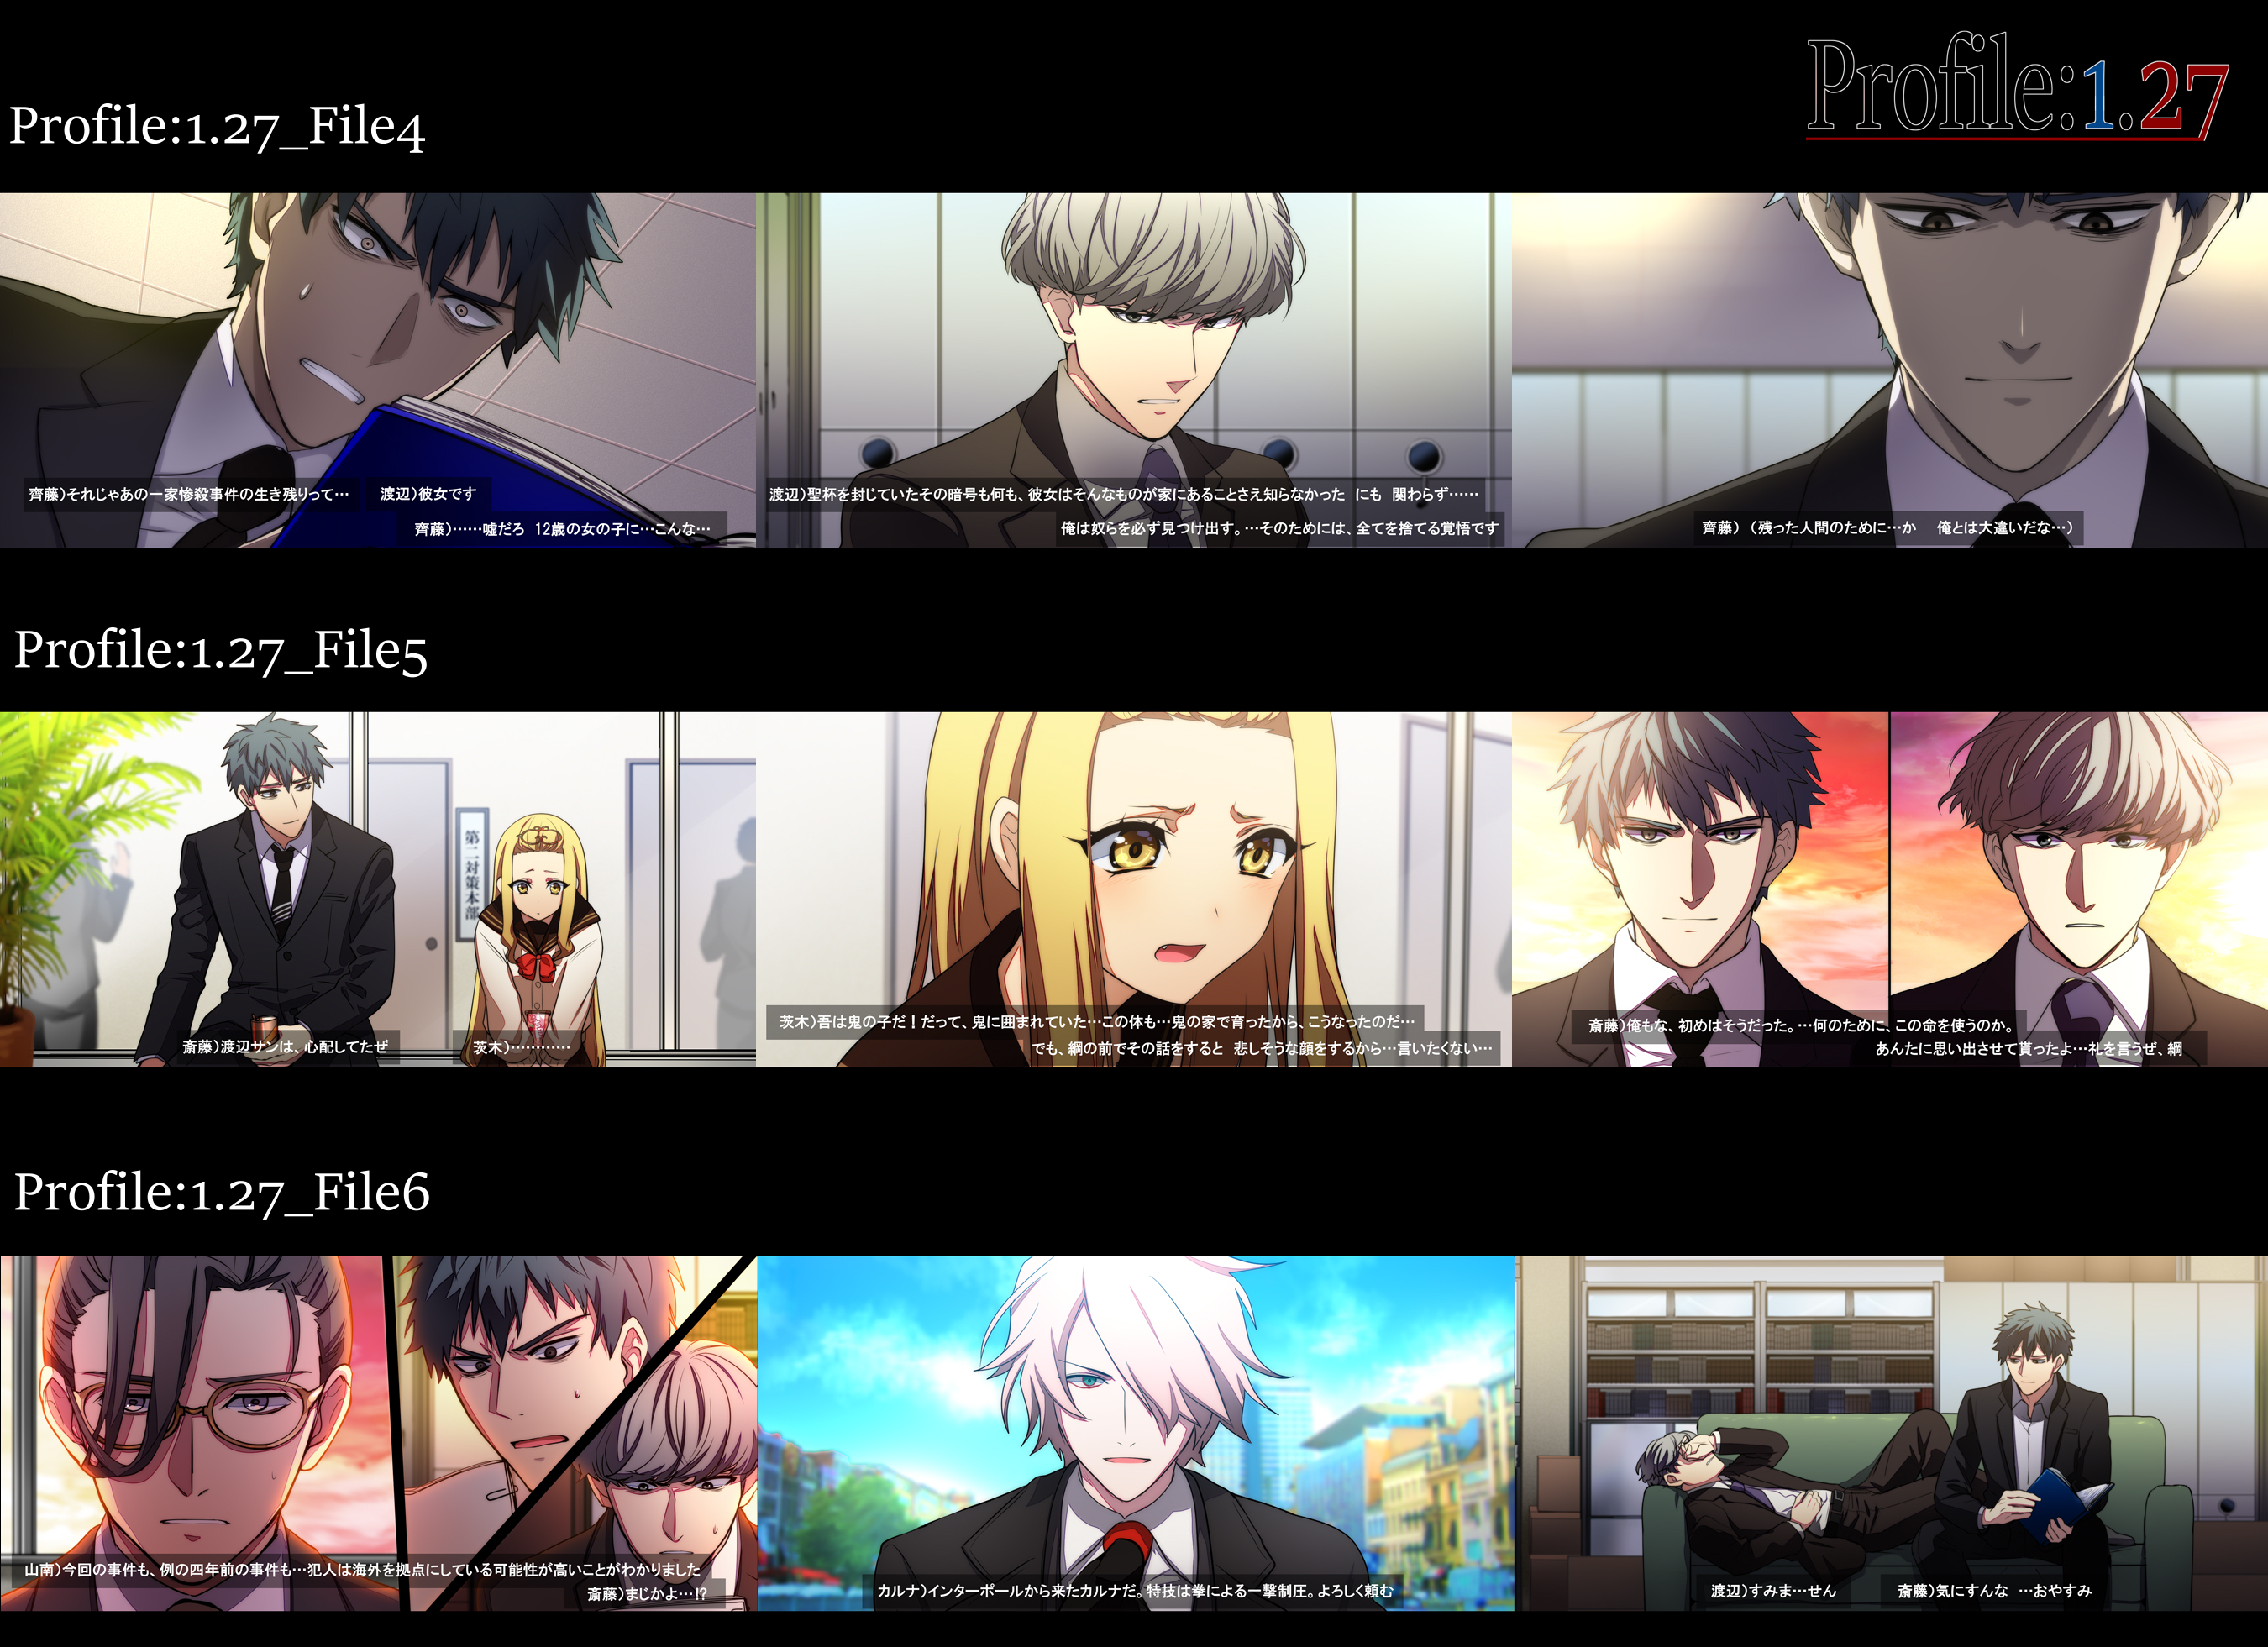 Profile:1.27
Profile:1.27_File4
齊藤)それじゃあの一家惨殺事件の生き残りって…
渡辺)彼女です
齊藤)……嘘だろ 12歳の女の子に…こんな…
渡辺)聖杯を封じていたその暗号も何も、彼女はそんなものが家にあることさえ知らなかった にも 関わらず……
俺は奴らを必ず見つけ出す。…そのためには、全てを捨てる覚悟です
齊藤) (残った人間のために…か 俺とは大違いだな…)
Profile:1.27_File5
第二対策本部
斎藤)渡辺サンは、心配してたぜ
茨木)…………
茨木)吾は鬼の子だ！だって、鬼に囲まれていた…この体も…鬼の家で育ったから、こうなったのだ…
でも、綱の前でその話をすると 悲しそうな顔をするから…言いたくない…
斎藤)俺もな、初めはそうだった。…何のために、この命を使うのか。
あんたに思い出させて貰ったよ…礼を言うぜ、綱
Profile:1.27_File6
山南)今回の事件も、例の四年前の事件も…犯人は海外を拠点にしている可能性が高いことがわかりました
斎藤)まじかよ…!?
カルナ)インターポールから来たカルナだ。特技は拳による一撃制圧。よろしく頼む
渡辺)すみま…せん
斎藤)気にすんな …おやすみ